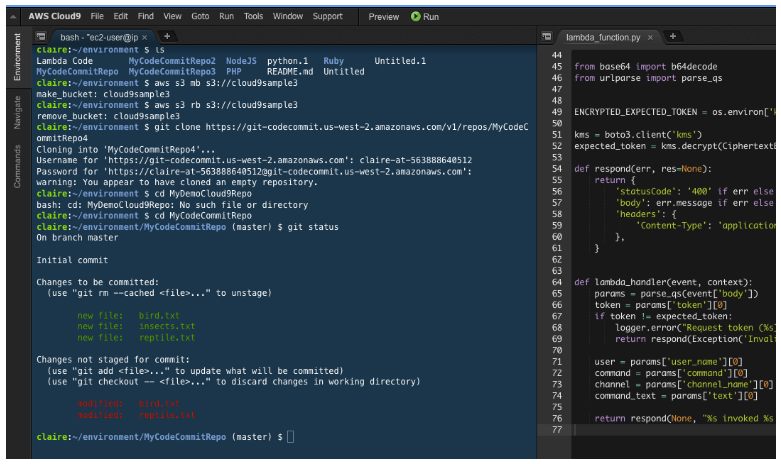 AWS Cloud9 File Edit Find View Goto Run Tools Window Support Preview Run
Environment
Navigate
Commands
bash - "ec2-user@ip ×
claire:~/environment $ ls
Lambda Code MyCodeCommitRepo2 NodeJS python.1 Ruby Untitled.1
MyCodeCommitRepo MyCodeCommitRepo3 PHP README.md Untitled
claire:~/environment $ aws s3 mb s3://cloud9sample3
make_bucket: cloud9sample3
claire:~/environment $ aws s3 rb s3://cloud9sample3
remove_bucket: cloud9sample3
claire:~/environment $ git clone https://git-codecommit.us-west-2.amazonaws.com/v1/repos/MyCodeC
ommitRepo4
Cloning into 'MyCodeCommitRepo4'...
Username for 'https://git-codecommit.us-west-2.amazonaws.com': claire-at-563888640512
Password for 'https://claire-at-563888640512@git-codecommit.us-west-2.amazonaws.com':
warning: You appear to have cloned an empty repository.
claire:~/environment $ cd MyDemoCloud9Repo
bash: cd: MyDemoCloud9Repo: No such file or directory
claire:~/environment $ cd MyCodeCommitRepo
claire:~/environment/MyCodeCommitRepo (master) $ git status
On branch master
Initial commit
Changes to be committed:
(use "git rm --cached <file>..." to unstage)
new file: bird.txt
new file: insects.txt
new file: reptile.txt
Changes not staged for commit:
(use "git add <file>..." to update what will be committed)
(use "git checkout -- <file>..." to discard changes in working directory)
modified: bird.txt
modified: reptile.txt
claire:~/environment/MyCodeCommitRepo (master) $
lambda_function.py ×
44
45 from base64 import b64decode
46 from urlparse import parse_qs
47
48
49 ENCRYPTED_EXPECTED_TOKEN = os.environ['k
50
51 kms = boto3.client('kms')
52 expected_token = kms.decrypt(CiphertextB
53
54 def respond(err, res=None):
55 return {
56 'statusCode': '400' if err else
57 'body': err.message if err else
58 'headers': {
59 'Content-Type': 'application
60 },
61 }
62
63
64 def lambda_handler(event, context):
65 params = parse_qs(event['body'])
66 token = params['token'][0]
67 if token != expected_token:
68 logger.error("Request token (%s)
69 return respond(Exception('Invali
70
71 user = params['user_name'][0]
72 command = params['command'][0]
73 channel = params['channel_name'][0]
74 command_text = params['text'][0]
75
76 return respond(None, "%s invoked %s
77